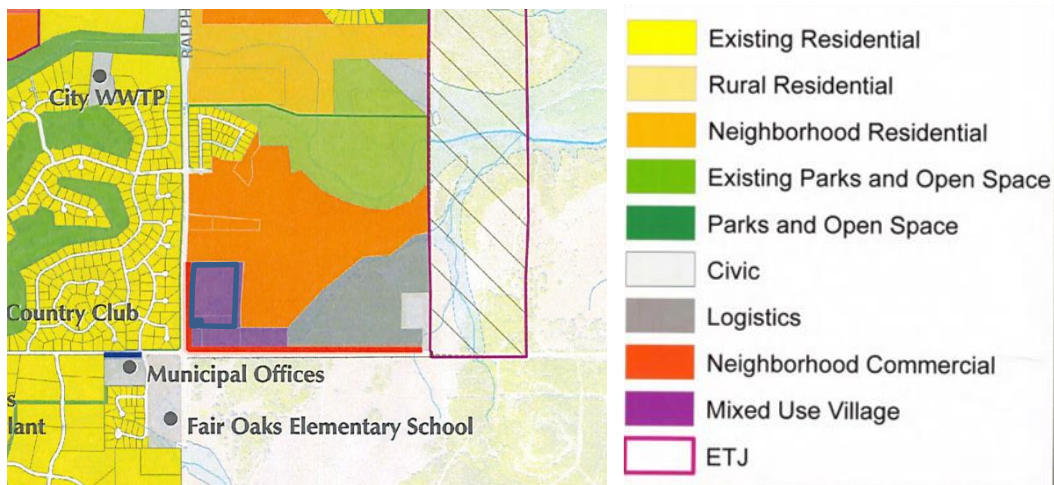 RALPH
City WWTP
Country Club
Municipal Offices
s
lant
Fair Oaks Elementary School
Existing Residential
Rural Residential
Neighborhood Residential
Existing Parks and Open Space
Parks and Open Space
Civic
Logistics
Neighborhood Commercial
Mixed Use Village
ETJ